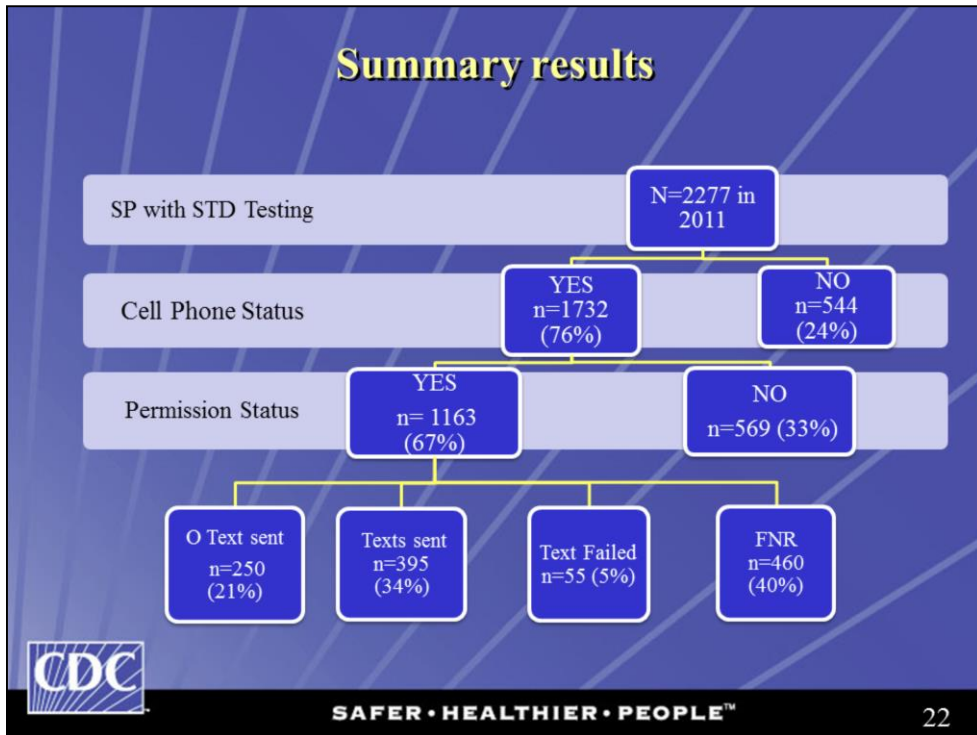 Summary results
SP with STD Testing
N=2277 in
2011
Cell Phone Status
YES
n=1732
(76%)
NO
n=544
(24%)
Permission Status
YES
n= 1163
(67%)
NO
n=569 (33%)
O Text sent
n=250
(21%)
Texts sent
n=395
(34%)
Text Failed
n=55 (5%)
FNR
n=460
(40%)
CDC
SAFER•HEALTHIER•PEOPLE™
22